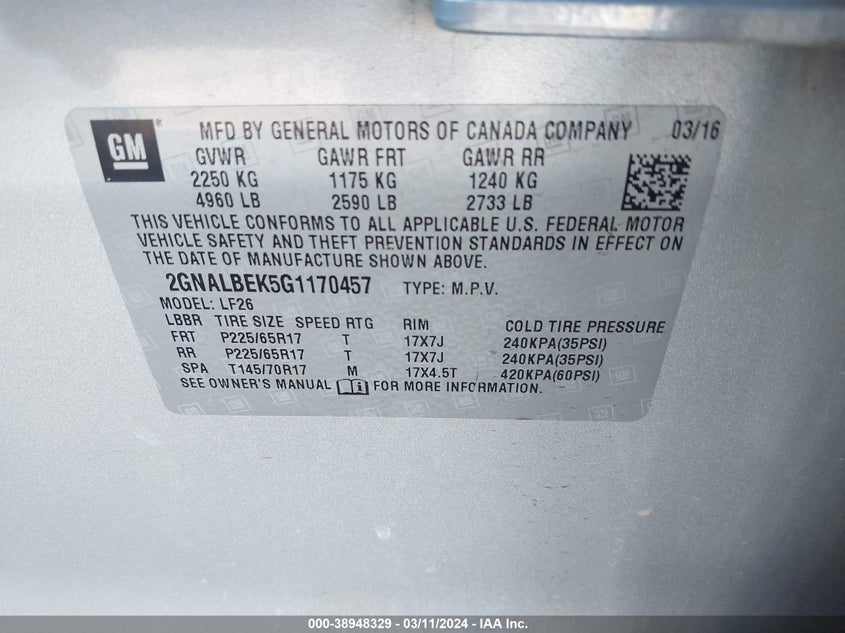 GM® MFD BY GENERAL MOTORS OF CANADA COMPANY 03/16
GVWR GAWR FRT GAWR RR
2250 KG 1175 KG 1240 KG
4960 LB 2590 LB 2733 LB
THIS VEHICLE CONFORMS TO ALL APPLICABLE U.S. FEDERAL MOTOR
VEHICLE SAFETY AND THEFT PREVENTION STANDARDS IN EFFECT ON
THE DATE OF MANUFACTURE SHOWN ABOVE.
2GNALBEK5G1170457 TYPE: M.P.V.
MODEL: LF26
LBBR TIRE SIZE SPEED RTG RIM COLD TIRE PRESSURE
FRT P225/65R17 T 17X7J 240KPA(35PSI)
RR P225/65R17 T 17X7J 240KPA(35PSI)
SPA T145/70R17 M 17X4.5T 420KPA(60PSI)
SEE OWNER'S MANUAL FOR MORE INFORMATION.
000-38948329 - 03/11/2024 - IAA Inc.